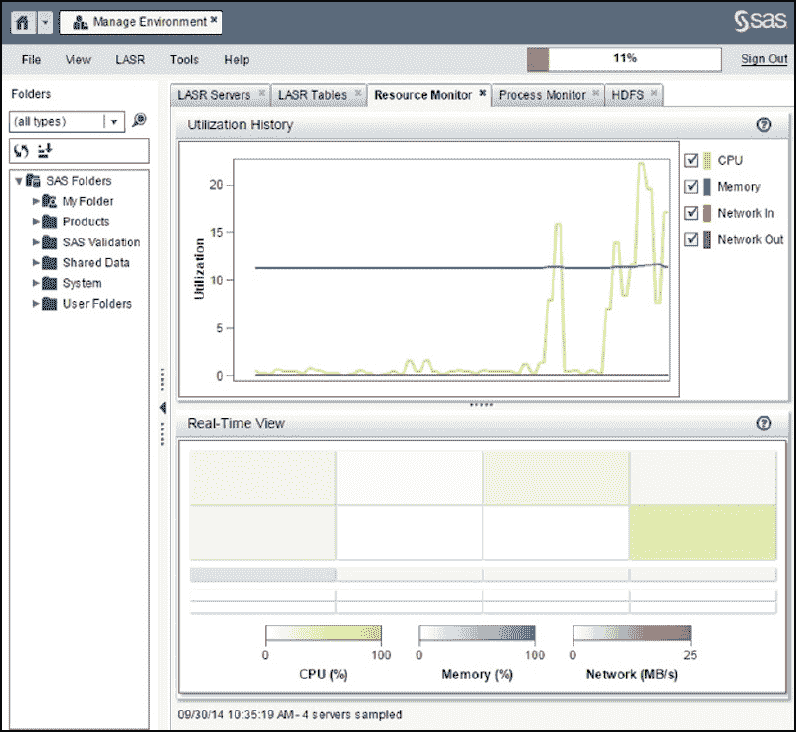 Manage Environment
sas
File View LASR Tools Help 11% Sign Out
Folders
(all types)
SAS Folders
My Folder
Products
SAS Validation
Shared Data
System
User Folders
LASR Servers LASR Tables Resource Monitor Process Monitor HDFS
Utilization History
Utilization
20
15
10
5
0
CPU
Memory
Network In
Network Out
Real-Time View
0 100 0 100 0 25
CPU (%) Memory (%) Network (MB/s)
09/30/14 10:35:19 AM- 4 servers sampled